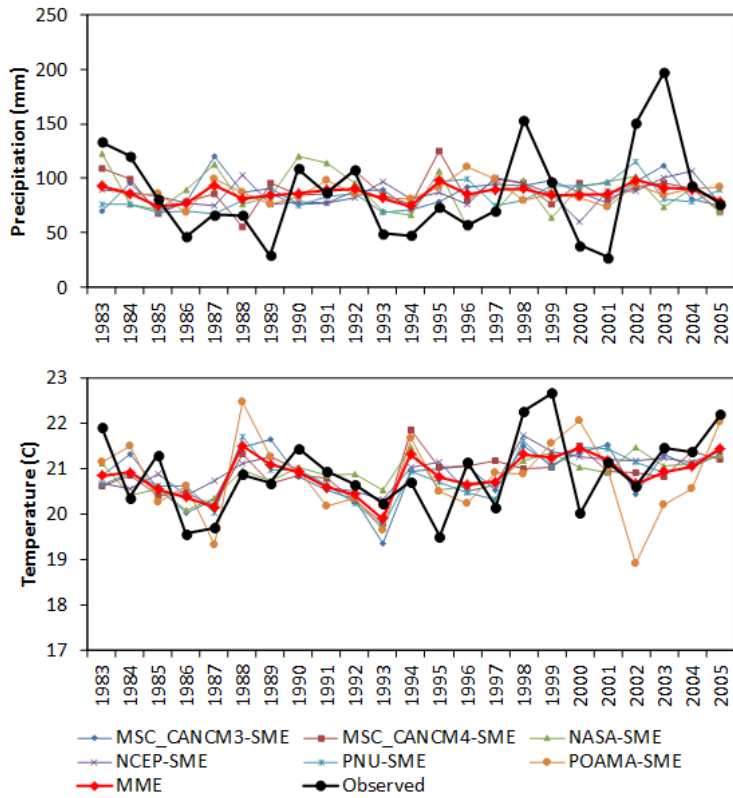 250
200
150
100
50
0
Precipitation (mm)
1983 1984 1985 1986 1987 1988 1989 1990 1991 1992 1993 1994 1995 1996 1997 1998 1999 2000 2001 2002 2003 2004 2005
23
22
21
20
19
18
17
Temperature (C)
1983 1984 1985 1986 1987 1988 1989 1990 1991 1992 1993 1994 1995 1996 1997 1998 1999 2000 2001 2002 2003 2004 2005
MSC_CANCM3-SME MSC_CANCM4-SME NASA-SME
NCEP-SME PNU-SME POAMA-SME
MME Observed